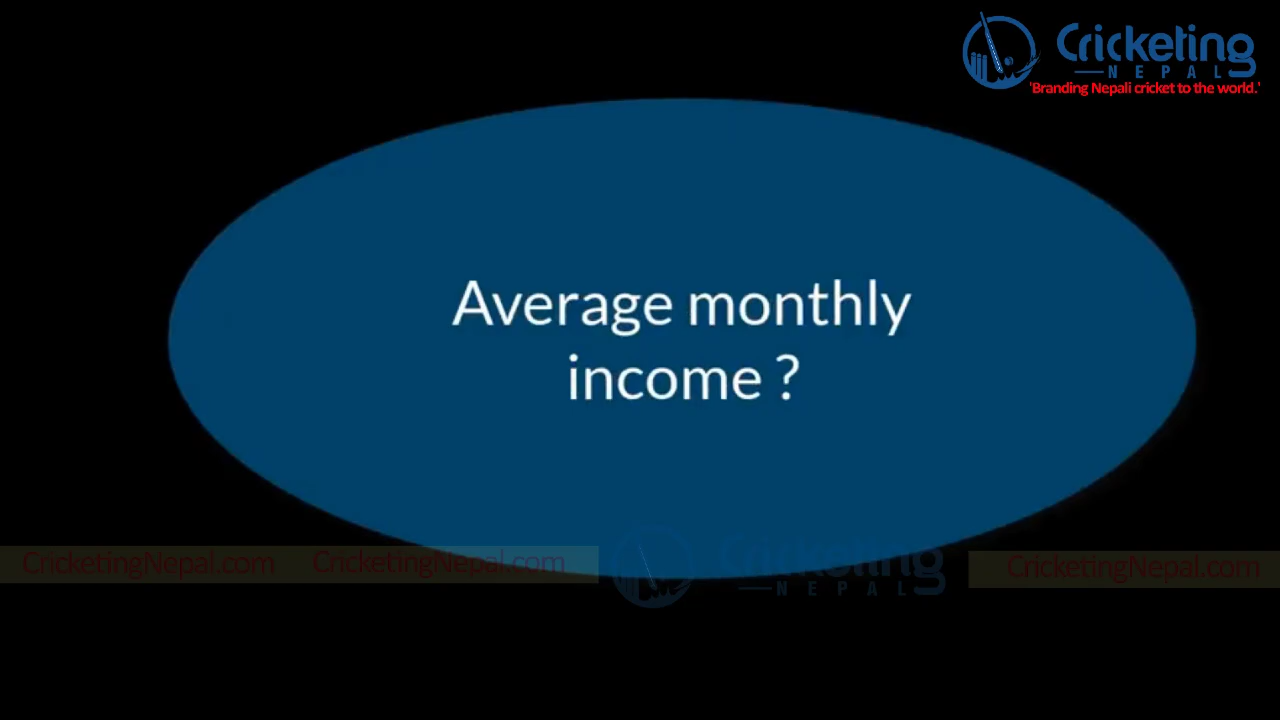 Cricketing
NEPAL
'Branding Nepali cricket to the world.'
Average monthly
income ?
CricketingNepal.com
CricketingNepal.com
Cricketing
NEPAL
CricketingNepal.com